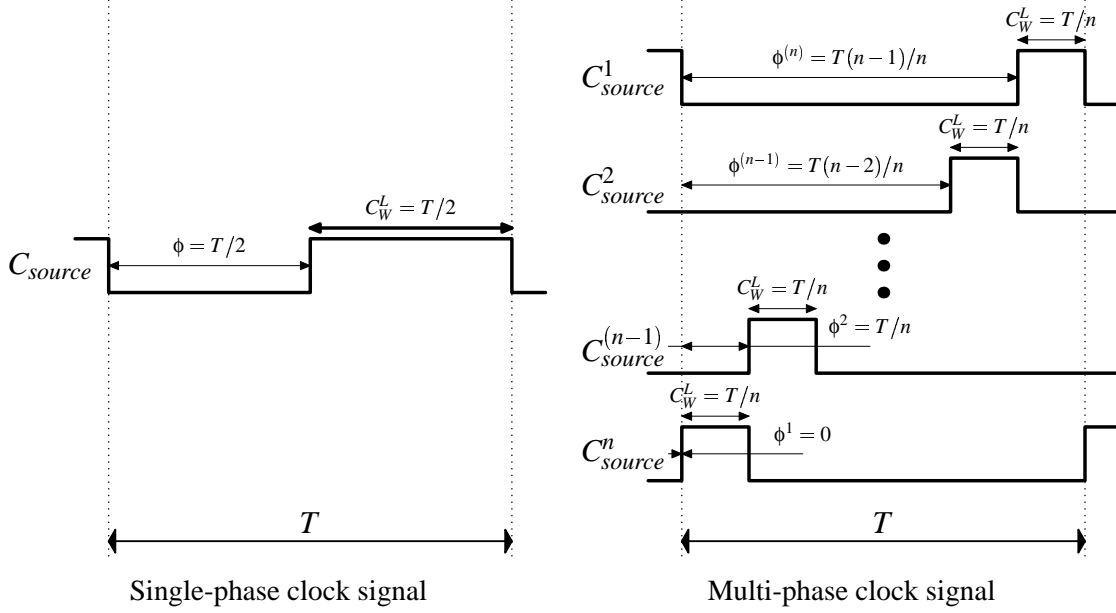 C_source
ϕ = T/2
C_W^L = T/2
T
Single-phase clock signal
C_W^L = T/n
C_source^1
ϕ^(n) = T(n−1)/n
C_W^L = T/n
C_source^2
ϕ^(n-1) = T(n−2)/n
C_W^L = T/n
C_source^(n−1)
ϕ^2 = T/n
C_W^L = T/n
C_source^n
ϕ^1 = 0
T
Multi-phase clock signal